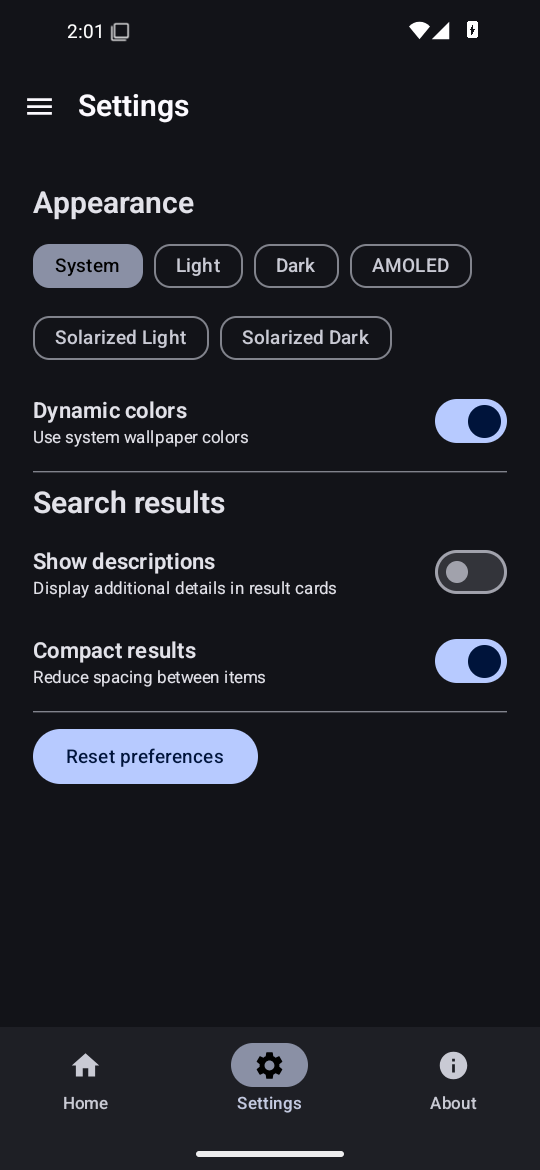 2:01
Settings
Appearance
System Light Dark AMOLED
Solarized Light Solarized Dark
Dynamic colors
Use system wallpaper colors
Search results
Show descriptions
Display additional details in result cards
Compact results
Reduce spacing between items
Reset preferences
Home Settings About